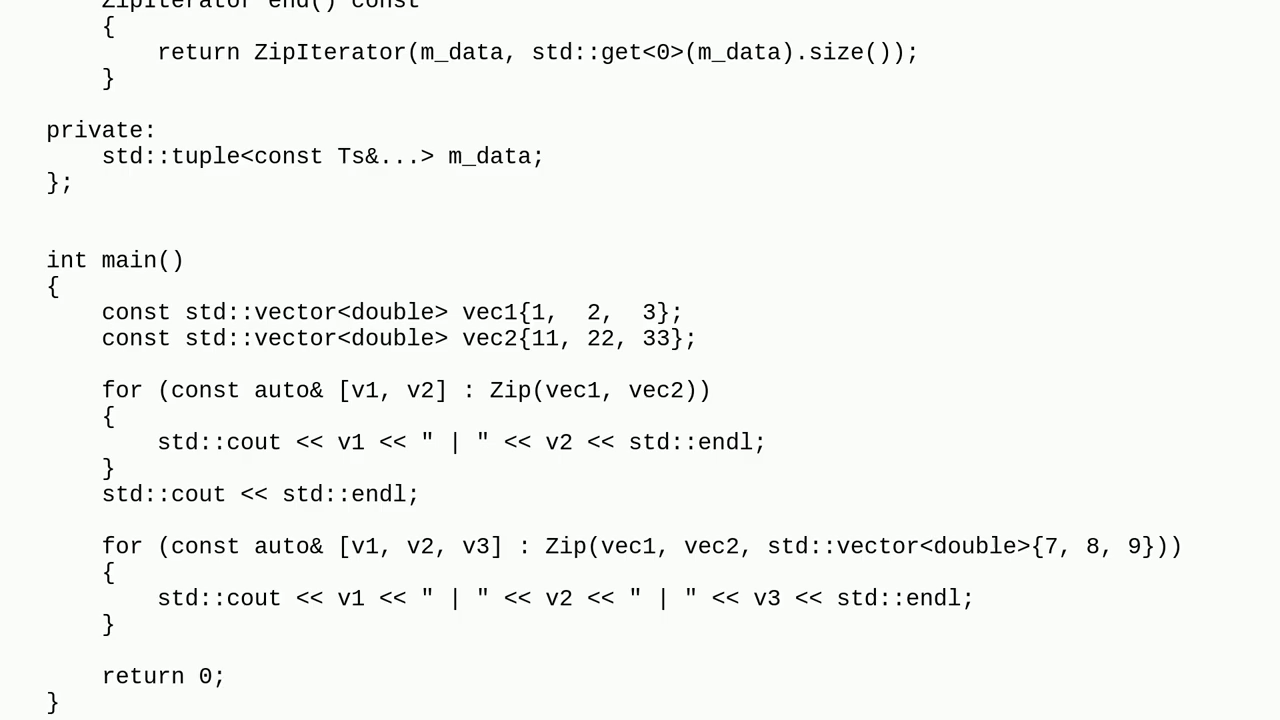 ZipIterator end() const
    {
        return ZipIterator(m_data, std::get<0>(m_data).size());
    }

private:
    std::tuple<const Ts&...> m_data;
};


int main()
{
    const std::vector<double> vec1{1,  2,  3};
    const std::vector<double> vec2{11, 22, 33};

    for (const auto& [v1, v2] : Zip(vec1, vec2))
    {
        std::cout << v1 << " | " << v2 << std::endl;
    }
    std::cout << std::endl;

    for (const auto& [v1, v2, v3] : Zip(vec1, vec2, std::vector<double>{7, 8, 9}))
    {
        std::cout << v1 << " | " << v2 << " | " << v3 << std::endl;
    }

    return 0;
}